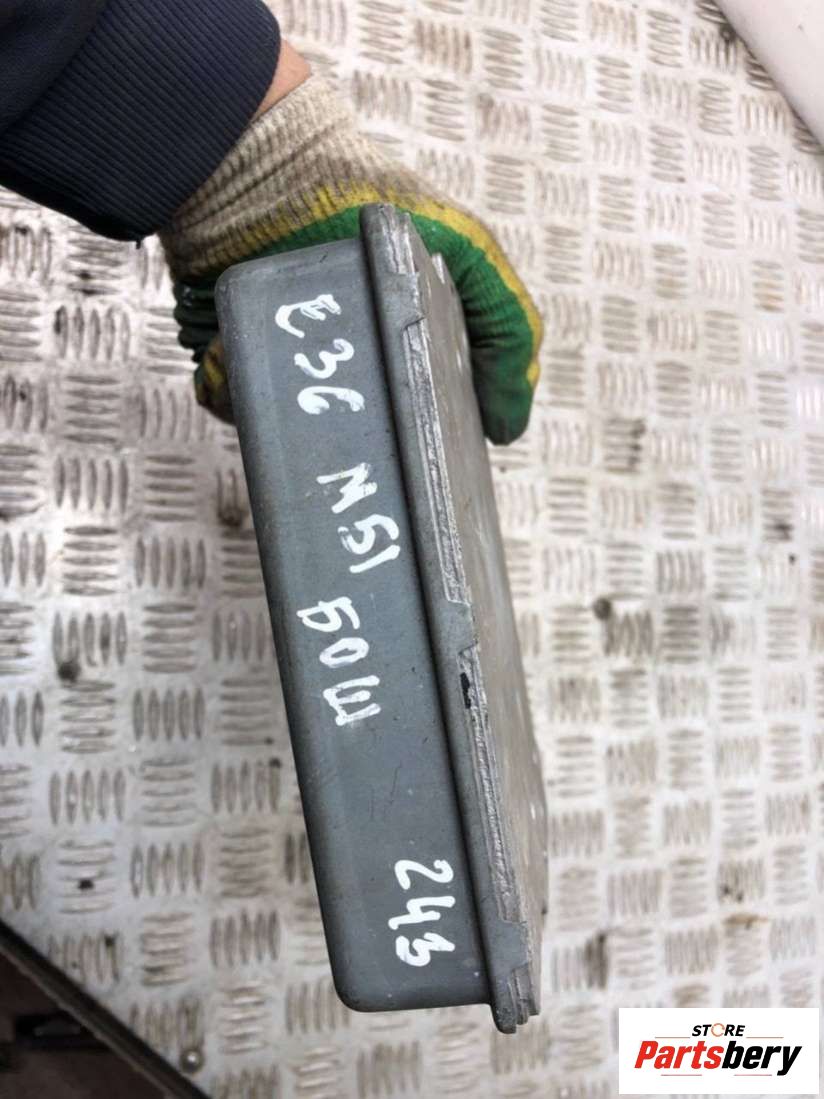 E36 M51 БОШ 243
STORE
Partsbery